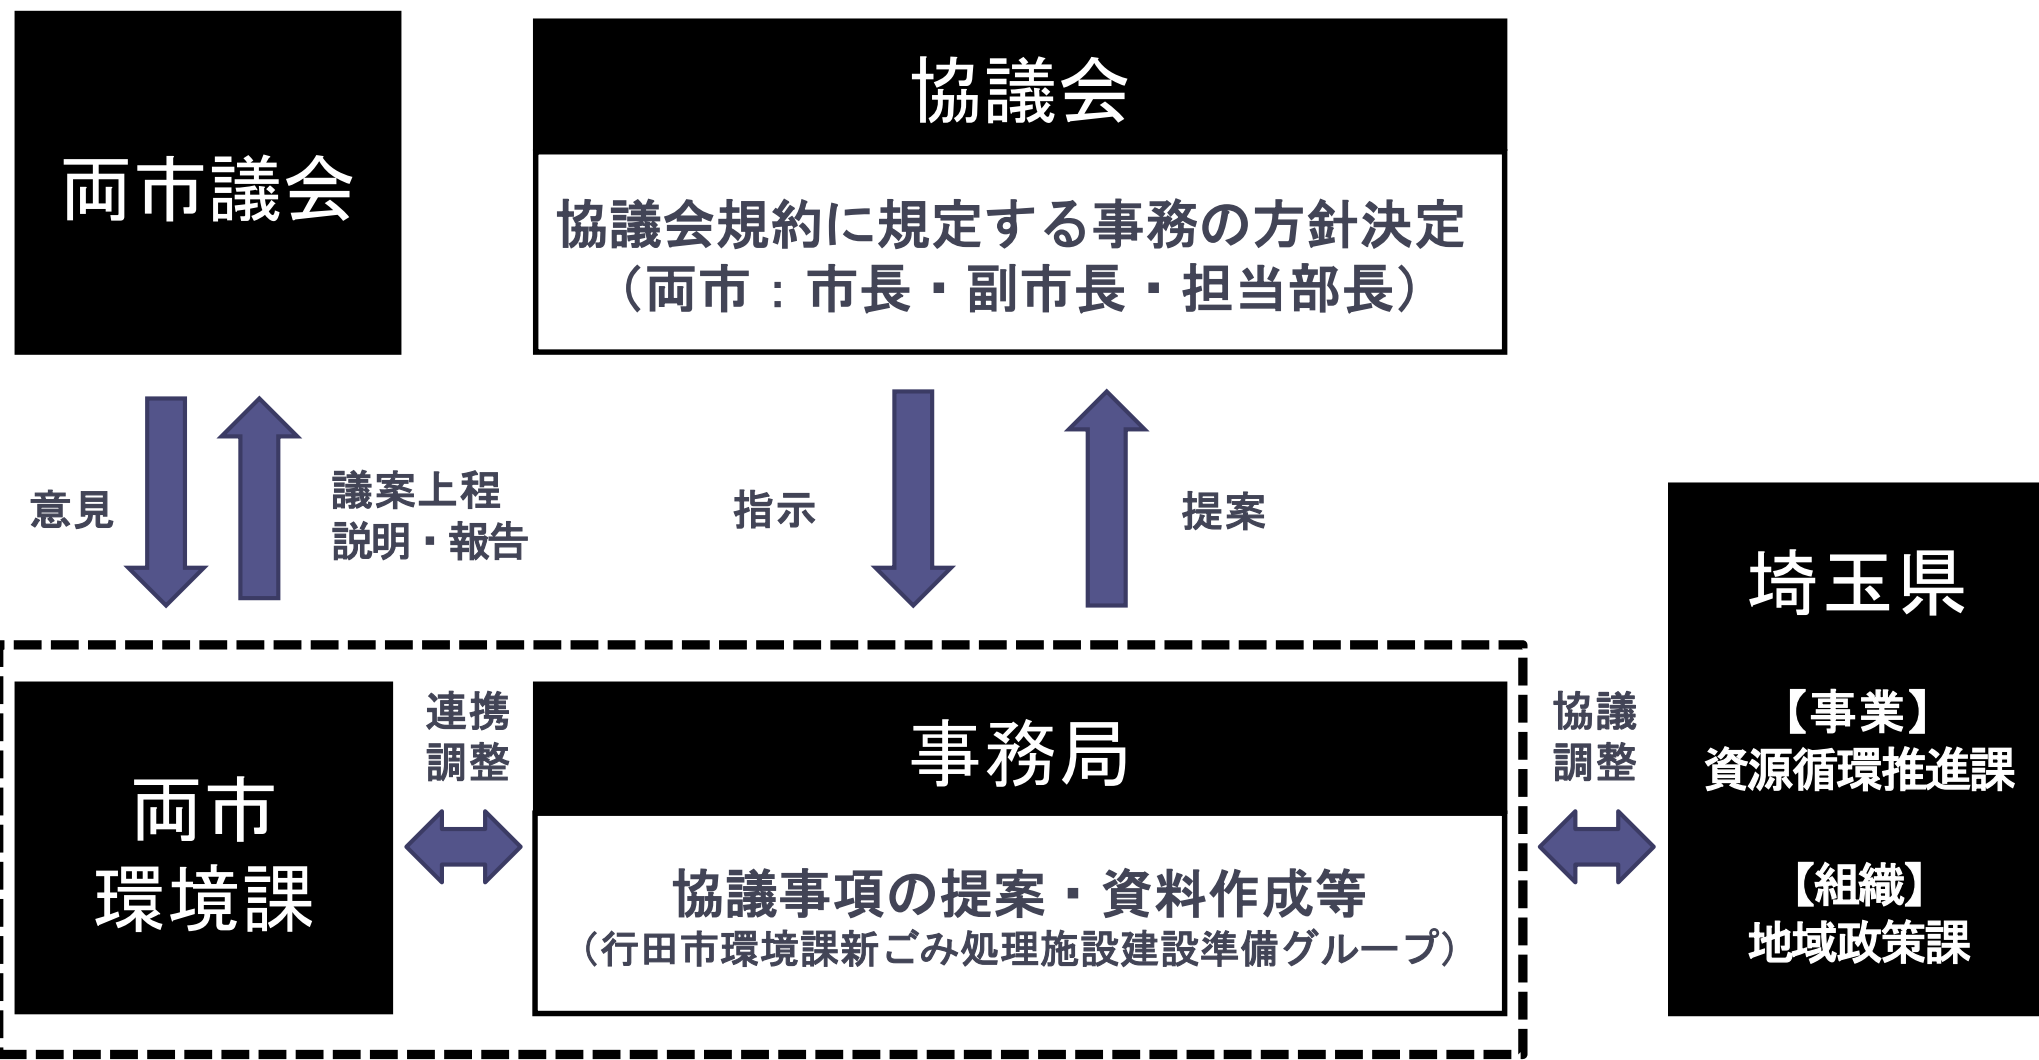 両市議会
協議会
協議会規約に規定する事務の方針決定
（両市：市長・副市長・担当部長）
意見
議案上程
説明・報告
指示
提案
両市
環境課
連携
調整
事務局
協議事項の提案・資料作成等
（行田市環境課新ごみ処理施設建設準備グループ）
協議
調整
埼玉県
【事業】
資源循環推進課
【組織】
地域政策課